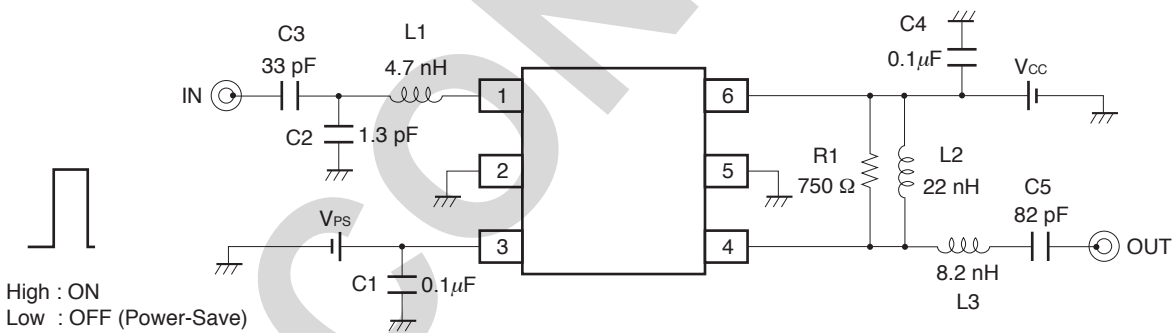 C3
33 pF
L1
4.7 nH
IN
C2
1.3 pF
1
2
3
VPS
C1
0.1μF
High : ON
Low : OFF (Power-Save)
6
5
4
C4
0.1μF
VCC
R1
750 Ω
L2
22 nH
C5
82 pF
OUT
8.2 nH
L3
CON